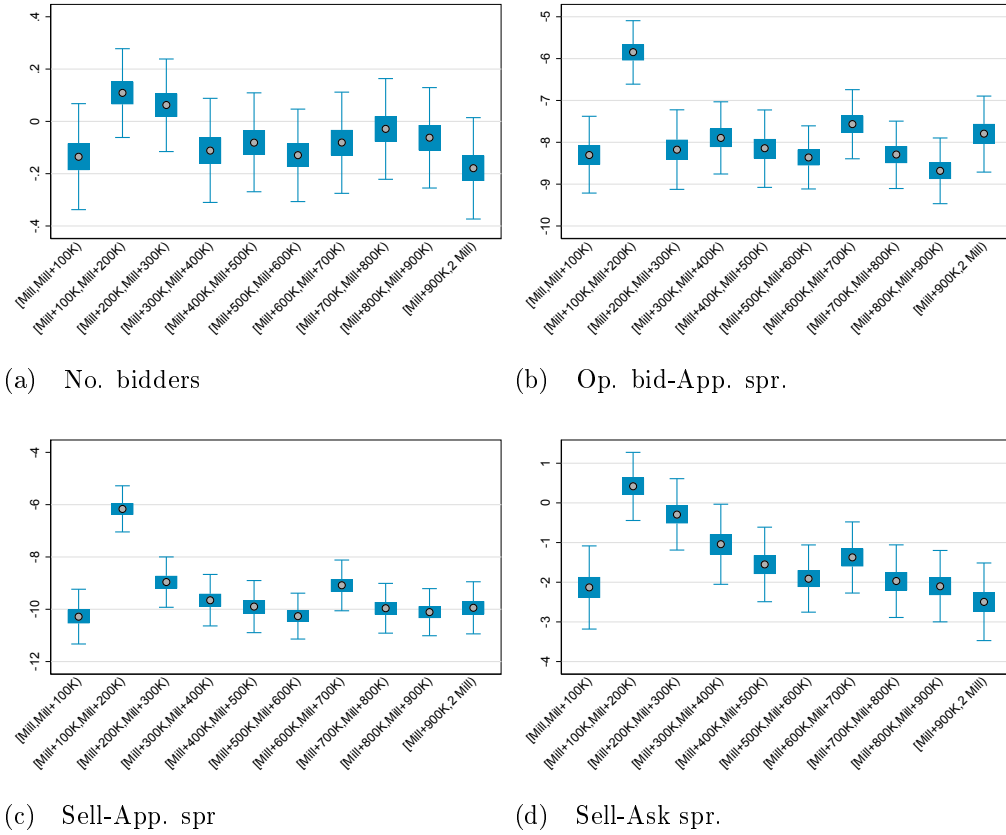 .4
.2
0
-.2
-.4
[Mill,Mill+100K)
[Mill+100K,Mill+200K)
[Mill+200K,Mill+300K)
[Mill+300K,Mill+400K)
[Mill+400K,Mill+500K)
[Mill+500K,Mill+600K)
[Mill+600K,Mill+700K)
[Mill+700K,Mill+800K)
[Mill+800K,Mill+900K)
[Mill+900K,2 Mill)
(a) No. bidders
-5
-6
-7
-8
-9
-10
[Mill,Mill+100K)
[Mill+100K,Mill+200K)
[Mill+200K,Mill+300K)
[Mill+300K,Mill+400K)
[Mill+400K,Mill+500K)
[Mill+500K,Mill+600K)
[Mill+600K,Mill+700K)
[Mill+700K,Mill+800K)
[Mill+800K,Mill+900K)
[Mill+900K,2 Mill)
(b) Op. bid-App. spr.
-4
-6
-8
-10
-12
[Mill,Mill+100K)
[Mill+100K,Mill+200K)
[Mill+200K,Mill+300K)
[Mill+300K,Mill+400K)
[Mill+400K,Mill+500K)
[Mill+500K,Mill+600K)
[Mill+600K,Mill+700K)
[Mill+700K,Mill+800K)
[Mill+800K,Mill+900K)
[Mill+900K,2 Mill)
(c) Sell-App. spr
1
0
-1
-2
-3
-4
[Mill,Mill+100K)
[Mill+100K,Mill+200K)
[Mill+200K,Mill+300K)
[Mill+300K,Mill+400K)
[Mill+400K,Mill+500K)
[Mill+500K,Mill+600K)
[Mill+600K,Mill+700K)
[Mill+700K,Mill+800K)
[Mill+800K,Mill+900K)
[Mill+900K,2 Mill)
(d) Sell-Ask spr.